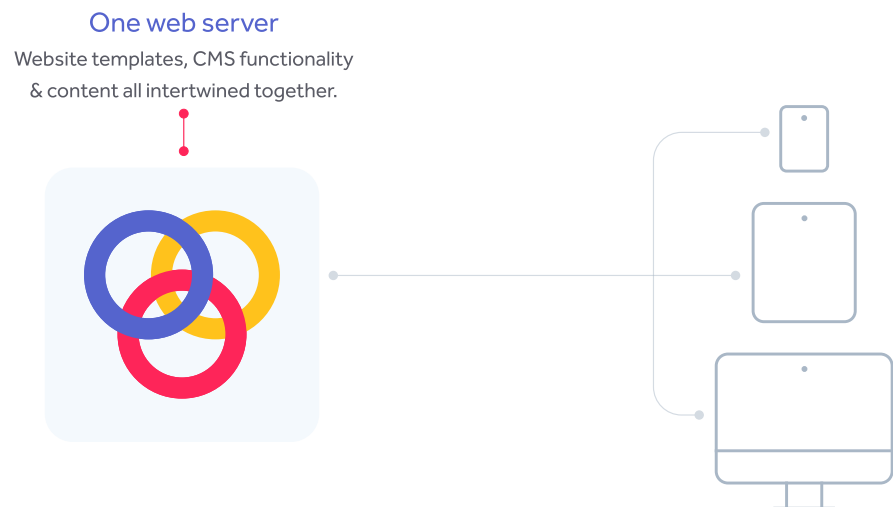 One web server
Website templates, CMS functionality
& content all intertwined together.